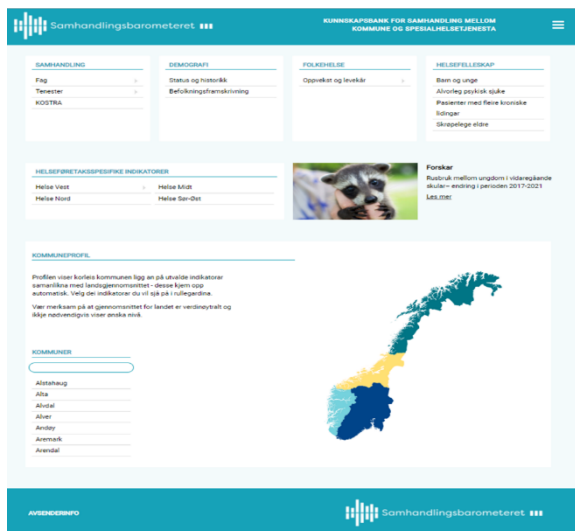 Samhandlingsbarometeret
KUNNSKAPSBANK FOR SAMHANDLING MELLOM
KOMMUNE OG SPESIALHELSETJENESTA
SAMHANDLING
Fag
Tenester
KOSTRA
DEMOGRAFI
Status og historikk
Befolkningsframskrivning
FOLKEHELSE
Oppvekst og levekår
HELSEFELLESKAP
Barn og unge
Alvorleg psykisk sjuke
Pasienter med fleire kroniske
lidingar
Skrøpelege eldre
HELSEFØRETAKSSPESIFIKE INDIKATORER
Helse Vest
Helse Midt
Helse Nord
Helse Sør-Øst
Forskar
Rusbruk mellom ungdom i vidaregåande
skular– endring i perioden 2017-2021
Les mer
KOMMUNEPROFIL
Profilen viser korleis kommunen ligg an på utvalde indikatorar
samanlikna med landsgjennomsnittet - desse kjem opp
automatisk. Velg dei indikatorar du vil sjå på i rullegardina.
Vær merksam på at gjennomsnittet for landet er verdinøytralt og
ikkje nødvendigvis viser ønska nivå.
KOMMUNER
Alstahaug
Alta
Alvdal
Alver
Andøy
Aremark
Arendal
AVSENDERINFO
Samhandlingsbarometeret